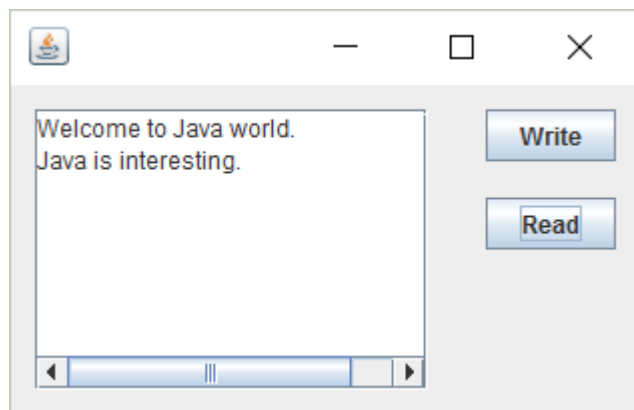 Welcome to Java world.
Java is interesting.
Write
Read